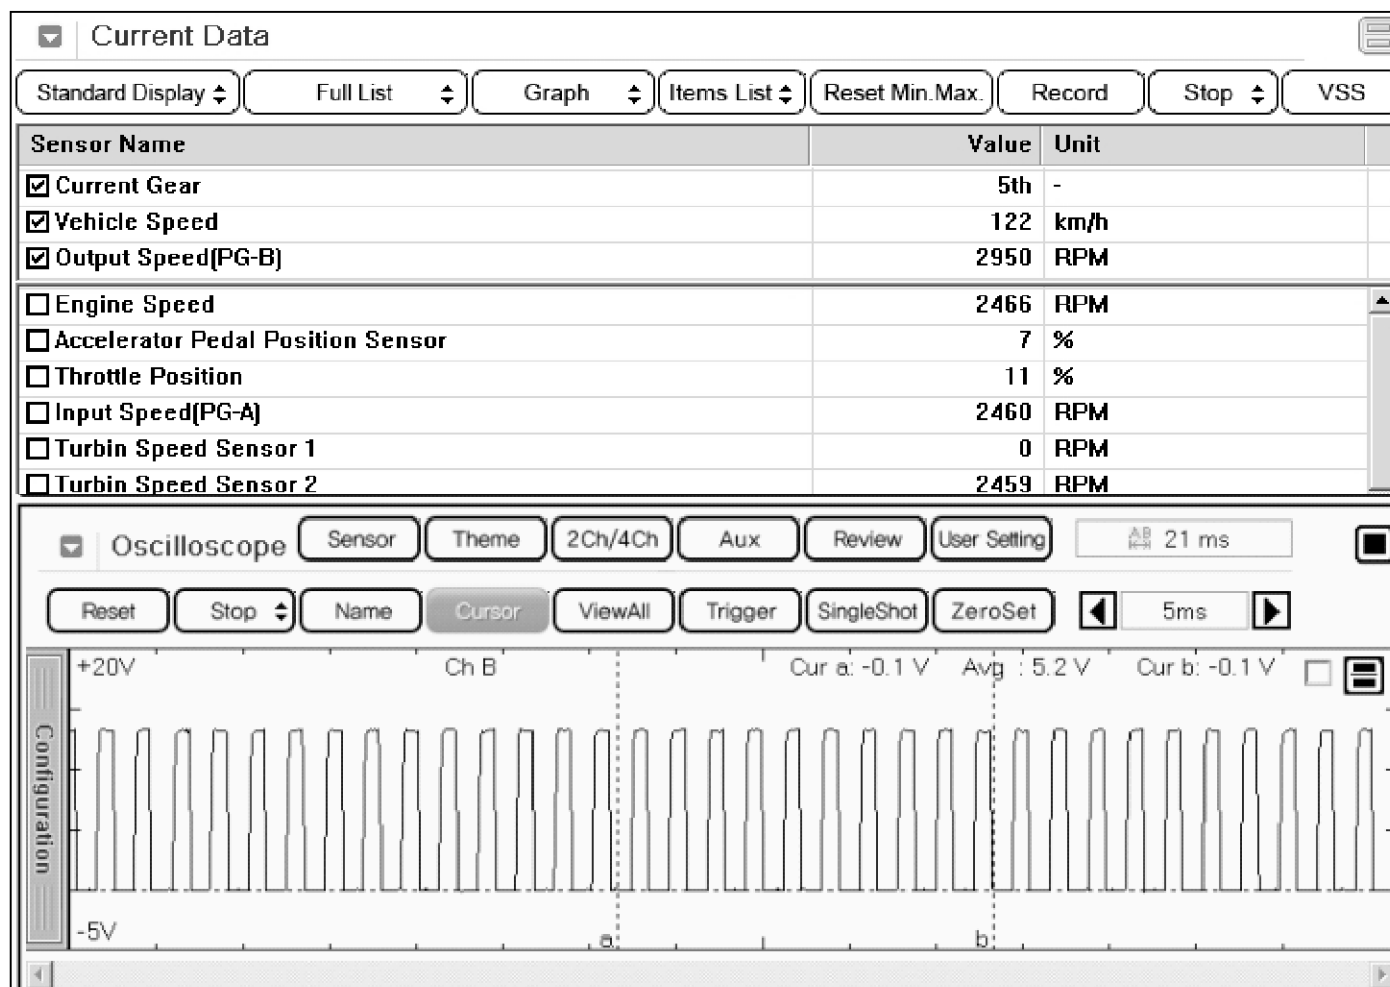 Current Data
Standard Display Full List Graph Items List Reset Min.Max. Record Stop VSS
Sensor Name Value Unit
Current Gear 5th -
Vehicle Speed 122 km/h
Output Speed(PG-B) 2950 RPM
Engine Speed 2466 RPM
Accelerator Pedal Position Sensor 7 %
Throttle Position 11 %
Input Speed(PG-A) 2460 RPM
Turbin Speed Sensor 1 0 RPM
Turbin Speed Sensor 2 2459 RPM
Oscilloscope Sensor Theme 2Ch/4Ch Aux Review User Setting AB 21 ms
Reset Stop Name Cursor ViewAll Trigger SingleShot ZeroSet 5ms
+20V Ch B Cur a: -0.1 V Avg : 5.2 V Cur b: -0.1 V
Configuration
-5V a: b: